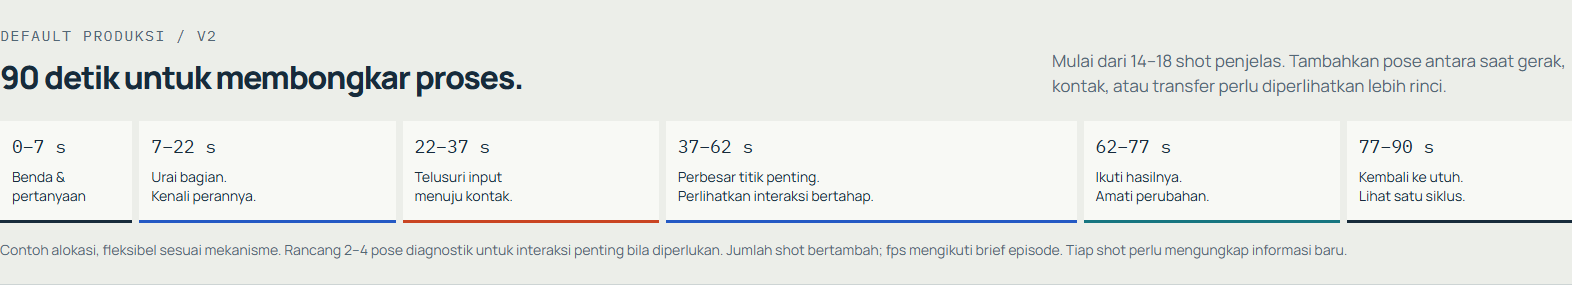 DEFAULT PRODUKSI / V2
90 detik untuk membongkar proses.
Mulai dari 14–18 shot penjelas. Tambahkan pose antara saat gerak,
kontak, atau transfer perlu diperlihatkan lebih rinci.
0–7 s
Benda &
pertanyaan
7–22 s
Urai bagian.
Kenali perannya.
22–37 s
Telusuri input
menuju kontak.
37–62 s
Perbesar titik penting.
Perlihatkan interaksi bertahap.
62–77 s
Ikuti hasilnya.
Amati perubahan.
77–90 s
Kembali ke utuh.
Lihat satu siklus.
Contoh alokasi, fleksibel sesuai mekanisme. Rancang 2–4 pose diagnostik untuk interaksi penting bila diperlukan. Jumlah shot bertambah; fps mengikuti brief episode. Tiap shot perlu mengungkap informasi baru.